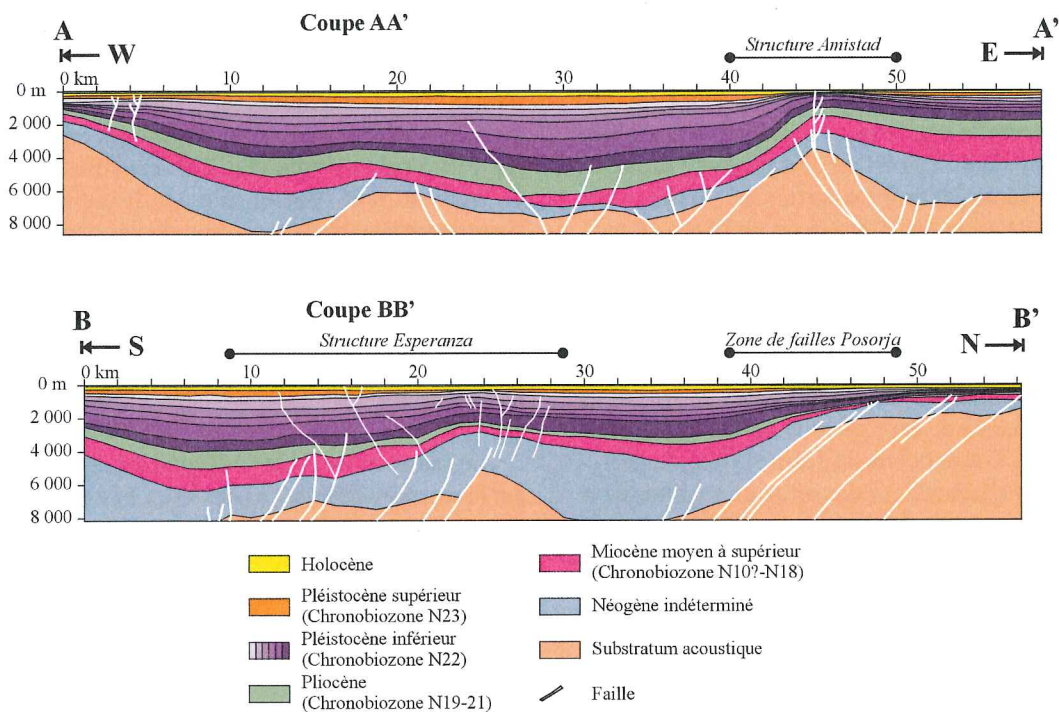 Coupe AA'
A
W
Structure Amistad
E
A'
0 km
10
20
30
40
50
0 m
2 000
4 000
6 000
8 000
Coupe BB'
B
S
Structure Esperanza
Zone de failles Posorja
N
B'
0 km
10
20
30
40
50
0 m
2 000
4 000
6 000
8 000
Holocène
Pléistocène supérieur
(Chronobiozone N23)
Pléistocène inférieur
(Chronobiozone N22)
Pliocène
(Chronobiozone N19-21)
Miocène moyen à supérieur
(Chronobiozone N10?-N18)
Néogène indéterminé
Substratum acoustique
Faille